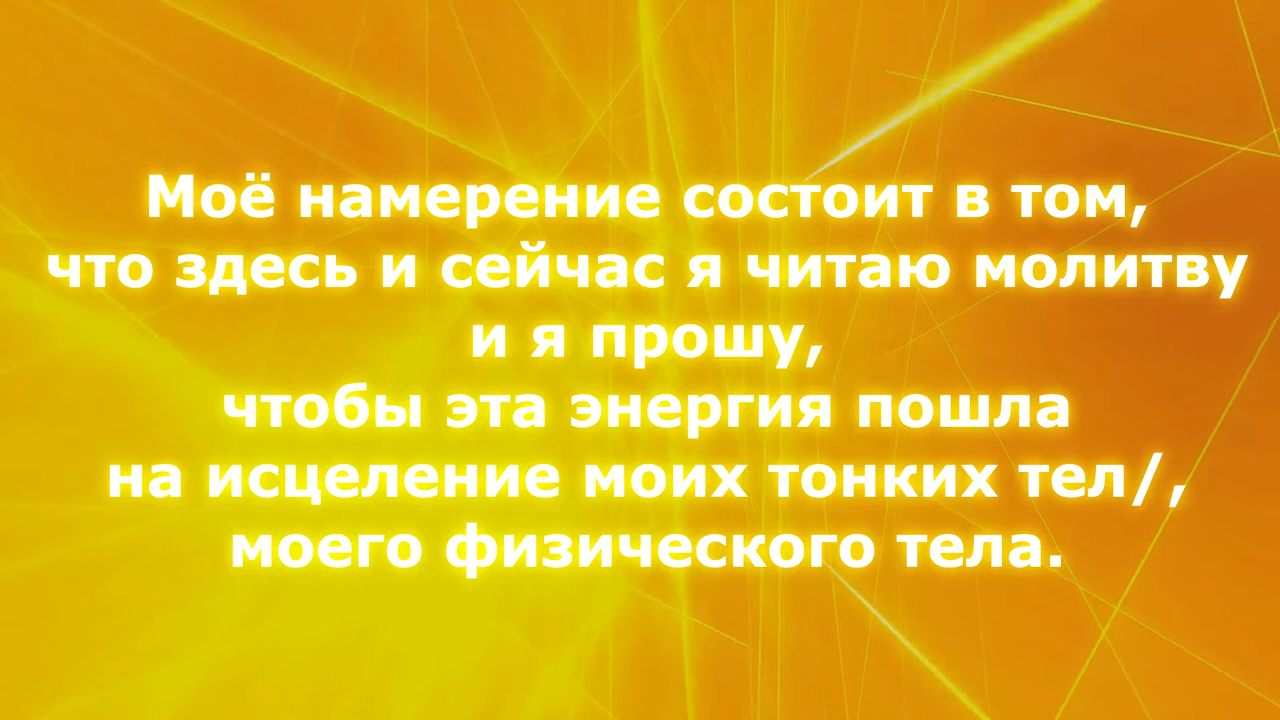 Моё намерение состоит в том,
что здесь и сейчас я читаю молитву
и я прошу,
чтобы эта энергия пошла
на исцеление моих тонких тел/,
моего физического тела.